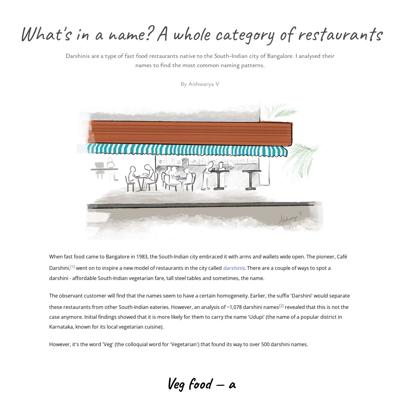 What's in a name? A whole category of restaurants
Darshinis are a type of fast food restaurants native to the South-Indian city of Bangalore. I analysed their
names to find the most common naming patterns.
By Aishwarya V
When fast food came to Bangalore in 1983, the South-Indian city embraced it with arms and wallets wide open. The pioneer, Café
Darshini,[1] went on to inspire a new model of restaurants in the city called darshinis. There are a couple of ways to spot a
darshini - affordable South-Indian vegetarian fare, tall steel tables and sometimes, the name.
The observant customer will find that the names seem to have a certain homogeneity. Earlier, the suffix 'Darshini' would separate
these restaurants from other South-Indian eateries. However, an analysis of ~1,078 darshini names[2] revealed that this is not the
case anymore. Initial findings showed that it is more likely for them to carry the name 'Udupi' (the name of a popular district in
Karnataka, known for its local vegetarian cuisine).
However, it's the word 'Veg' (the colloquial word for 'Vegetarian') that found its way to over 500 darshini names.
Veg food — a